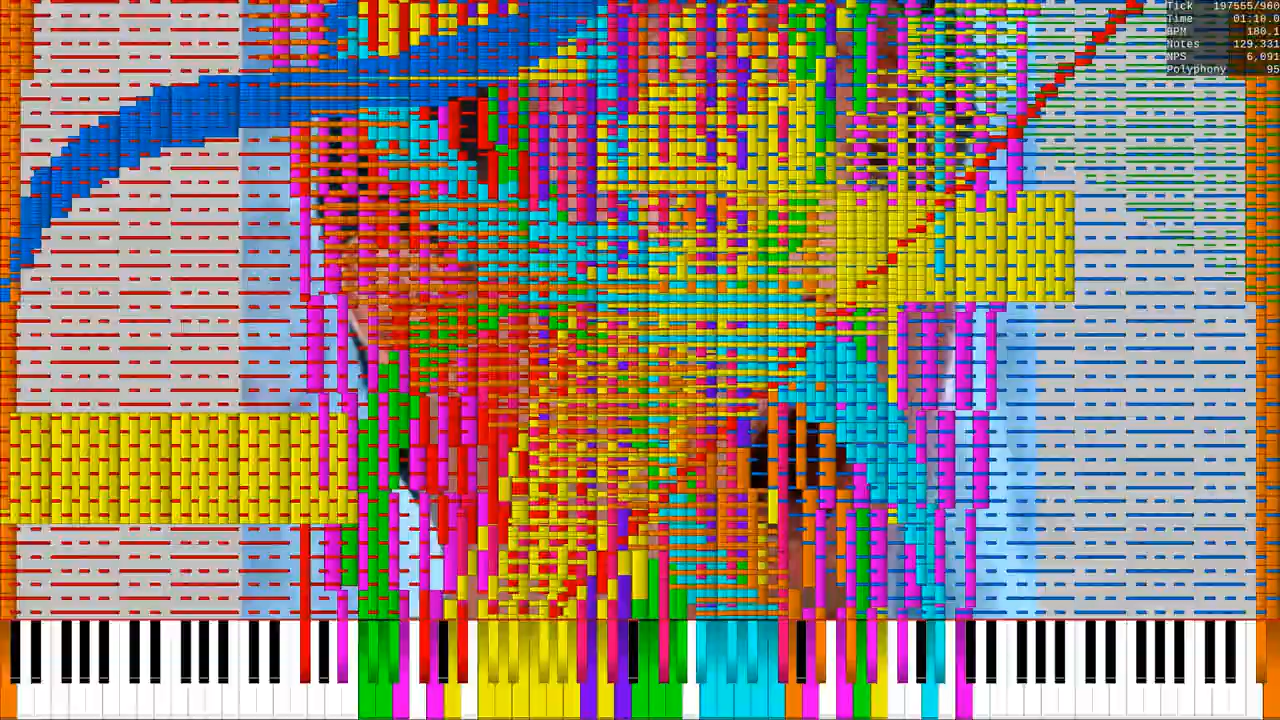 Tick 197555/960
Time 01:10.0
BPM 180.1
Notes 129.331
NPS 6,091
Polyphony 95